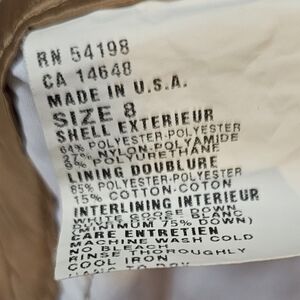 RN 54198
CA 14648
MADE IN U.S.A.
SIZE 8
SHELL EXTERIEUR
64% POLYESTER-POLYESTER
27% NYLON-POLYAMIDE
9% POLYURETHANE
LINING DOUBLURE
85% POLYESTER-POLYESTER
15% COTTON-COTON
INTERLINING INTERIEUR
WHITE GOOSE DOWN
MINIMUM 75% DOWN)
CARE ENTRETIEN
MACHINE WASH COLD
NO BLEACH
RINSE THOROUGHLY
COOL IRON